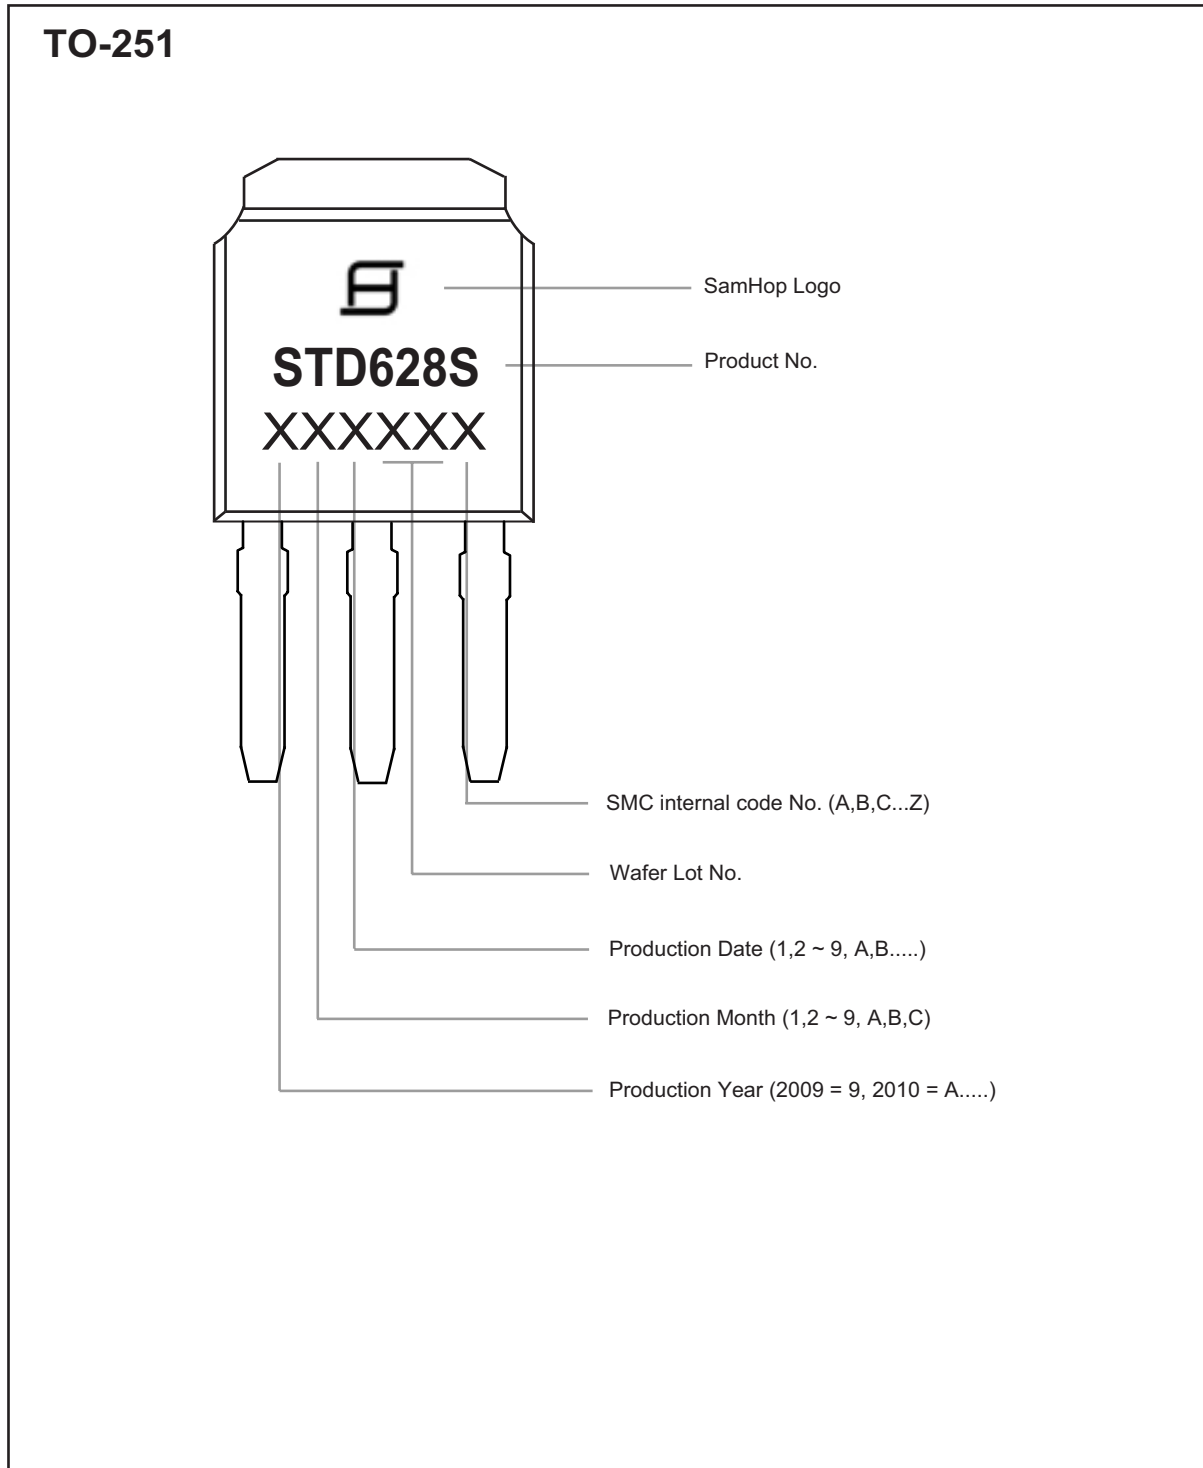 TO-251
SamHop Logo
STD628S
Product No.
XXXXXX
SMC internal code No. (A,B,C...Z)
Wafer Lot No.
Production Date (1,2 ~ 9, A,B.....)
Production Month (1,2 ~ 9, A,B,C)
Production Year (2009 = 9, 2010 = A.....)